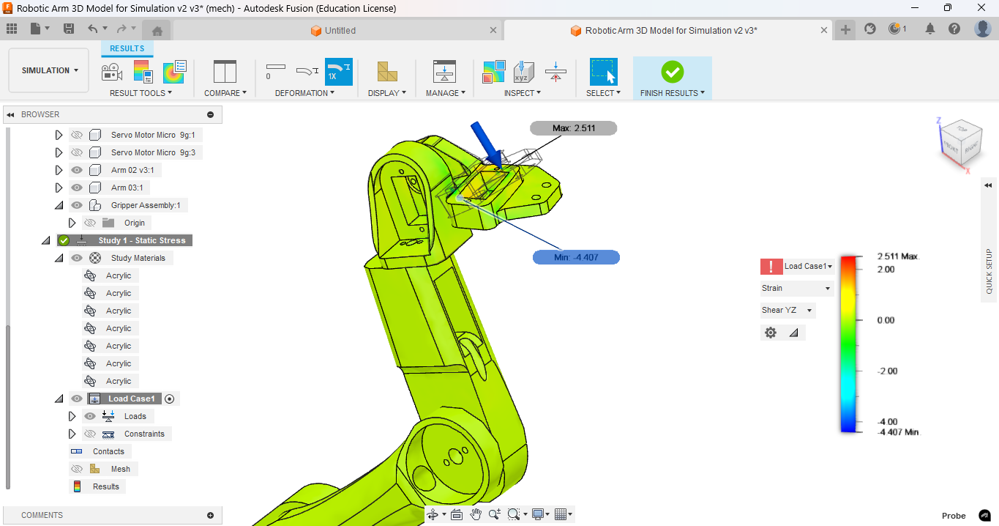 Robotic Arm 3D Model for Simulation v2 v3* (mech) - Autodesk Fusion (Education License)
Untitled
Robotic Arm 3D Model for Simulation v2 v3*
1
RESULTS
SIMULATION
0
1X
xyz
RESULT TOOLS
COMPARE
DEFORMATION
DISPLAY
MANAGE
INSPECT
SELECT
FINISH RESULTS
BROWSER
Servo Motor Micro 9g:1
Servo Motor Micro 9g:3
Arm 02 v3:1
Arm 03:1
Gripper Assembly:1
Origin
Study 1 - Static Stress
Study Materials
Acrylic
Acrylic
Acrylic
Acrylic
Acrylic
Acrylic
Acrylic
Load Case1
Loads
Constraints
Contacts
Mesh
Results
COMMENTS
Max: 2.511
Min: -4.407
Z
TOP
FRONT
RIGHT
X
QUICK SETUP
Load Case1
Strain
Shear YZ
2.511 Max.
2.00
0.00
-2.00
-4.00
-4.407 Min.
Probe